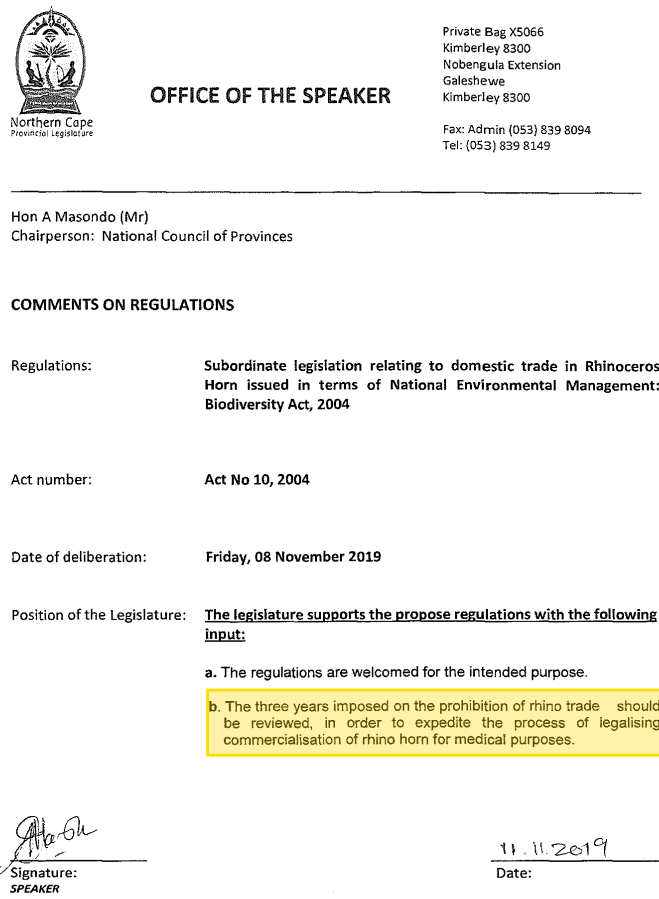 Private Bag X5066
Kimberley 8300
Nobengula Extension
Galeshewe
Kimberley 8300
OFFICE OF THE SPEAKER
Northern Cape
Provincial Legislature
Fax: Admin (053) 839 8094
Tel: (053) 839 8149
Hon A Masondo (Mr)
Chairperson: National Council of Provinces
COMMENTS ON REGULATIONS
Regulations: Subordinate legislation relating to domestic trade in Rhinoceros
Horn issued in terms of National Environmental Management:
Biodiversity Act, 2004
Act number: Act No 10, 2004
Date of deliberation: Friday, 08 November 2019
Position of the Legislature: The legislature supports the propose regulations with the following
input:
a. The regulations are welcomed for the intended purpose.
b. The three years imposed on the prohibition of rhino trade should
be reviewed, in order to expedite the process of legalising
commercialisation of rhino horn for medical purposes.
11.11.2019
Signature: Date:
SPEAKER